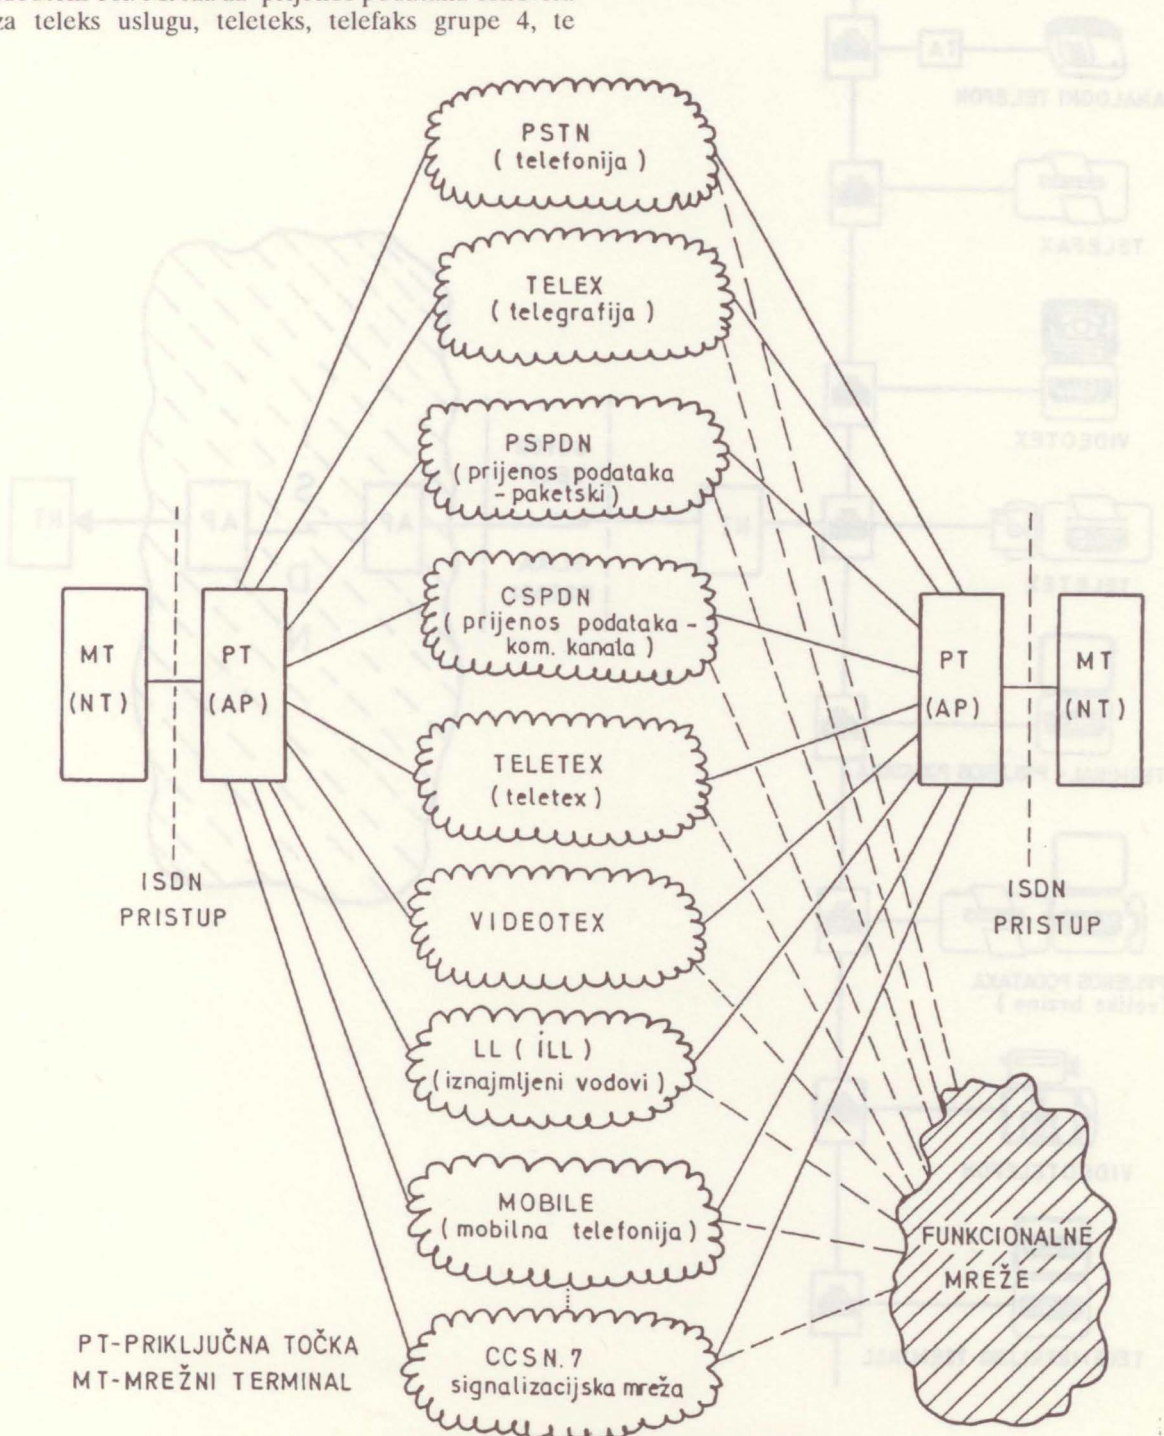 za teleks uslugu, teleteks, telefaks grupe 4, te
PSTN
( telefonija )
TELEX
( telegrafija )
PSPDN
(prijenos podataka
- paketski )
CSPDN
( prijenos podataka -
kom. kanala )
TELETEX
(teletex)
VIDEOTEX
LL ( iLL )
(iznajmljeni vodovi)
MOBILE
(mobilna telefonija)
CCSN.7
signalizacijska mreža
MT
(NT)
PT
(AP)
ISDN
PRISTUP
PT
(AP)
MT
(NT)
ISDN
PRISTUP
FUNKCIONALNE
MREŽE
PT-PRIKLJUČNA TOČKA
MT-MREŽNI TERMINAL